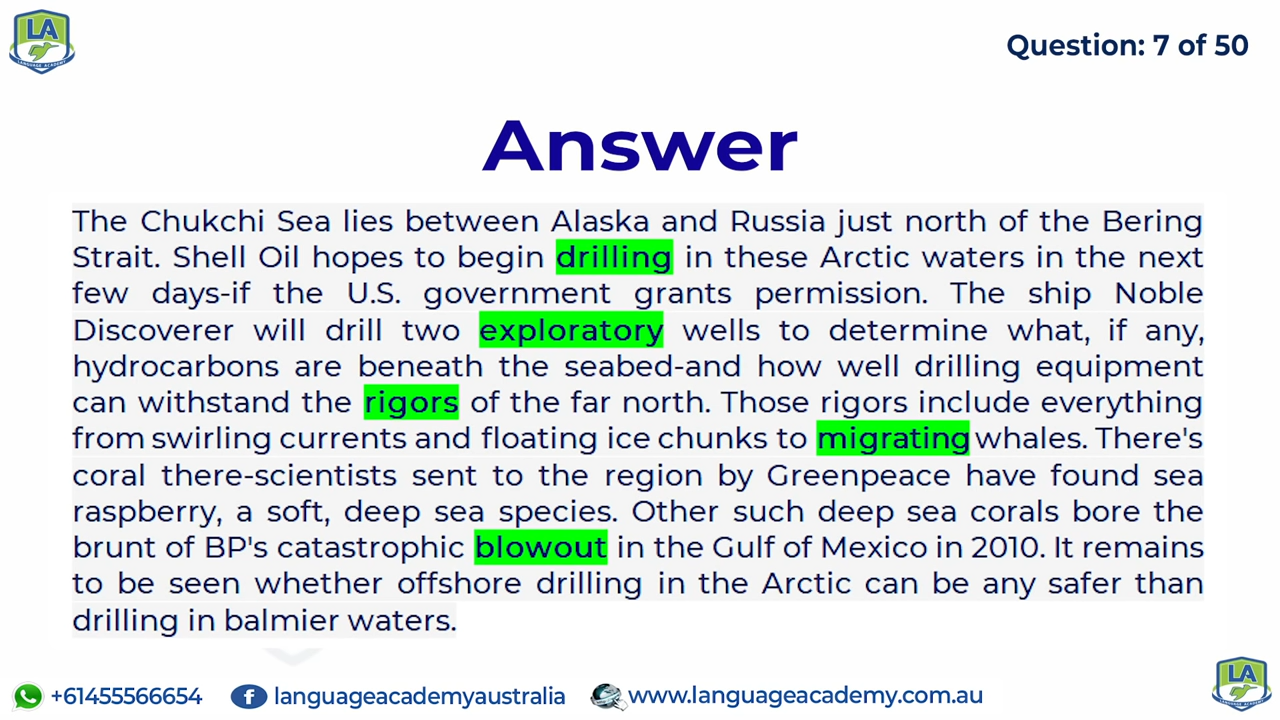 LA
LANGUAGE ACADEMY
Question: 7 of 50
Answer
The Chukchi Sea lies between Alaska and Russia just north of the Bering
Strait. Shell Oil hopes to begin drilling in these Arctic waters in the next
few days-if the U.S. government grants permission. The ship Noble
Discoverer will drill two exploratory wells to determine what, if any,
hydrocarbons are beneath the seabed-and how well drilling equipment
can withstand the rigors of the far north. Those rigors include everything
from swirling currents and floating ice chunks to migrating whales. There's
coral there-scientists sent to the region by Greenpeace have found sea
raspberry, a soft, deep sea species. Other such deep sea corals bore the
brunt of BP's catastrophic blowout in the Gulf of Mexico in 2010. It remains
to be seen whether offshore drilling in the Arctic can be any safer than
drilling in balmier waters.
+61455566654 languageacademyaustralia www.languageacademy.com.au
LA
LANGUAGE ACADEMY